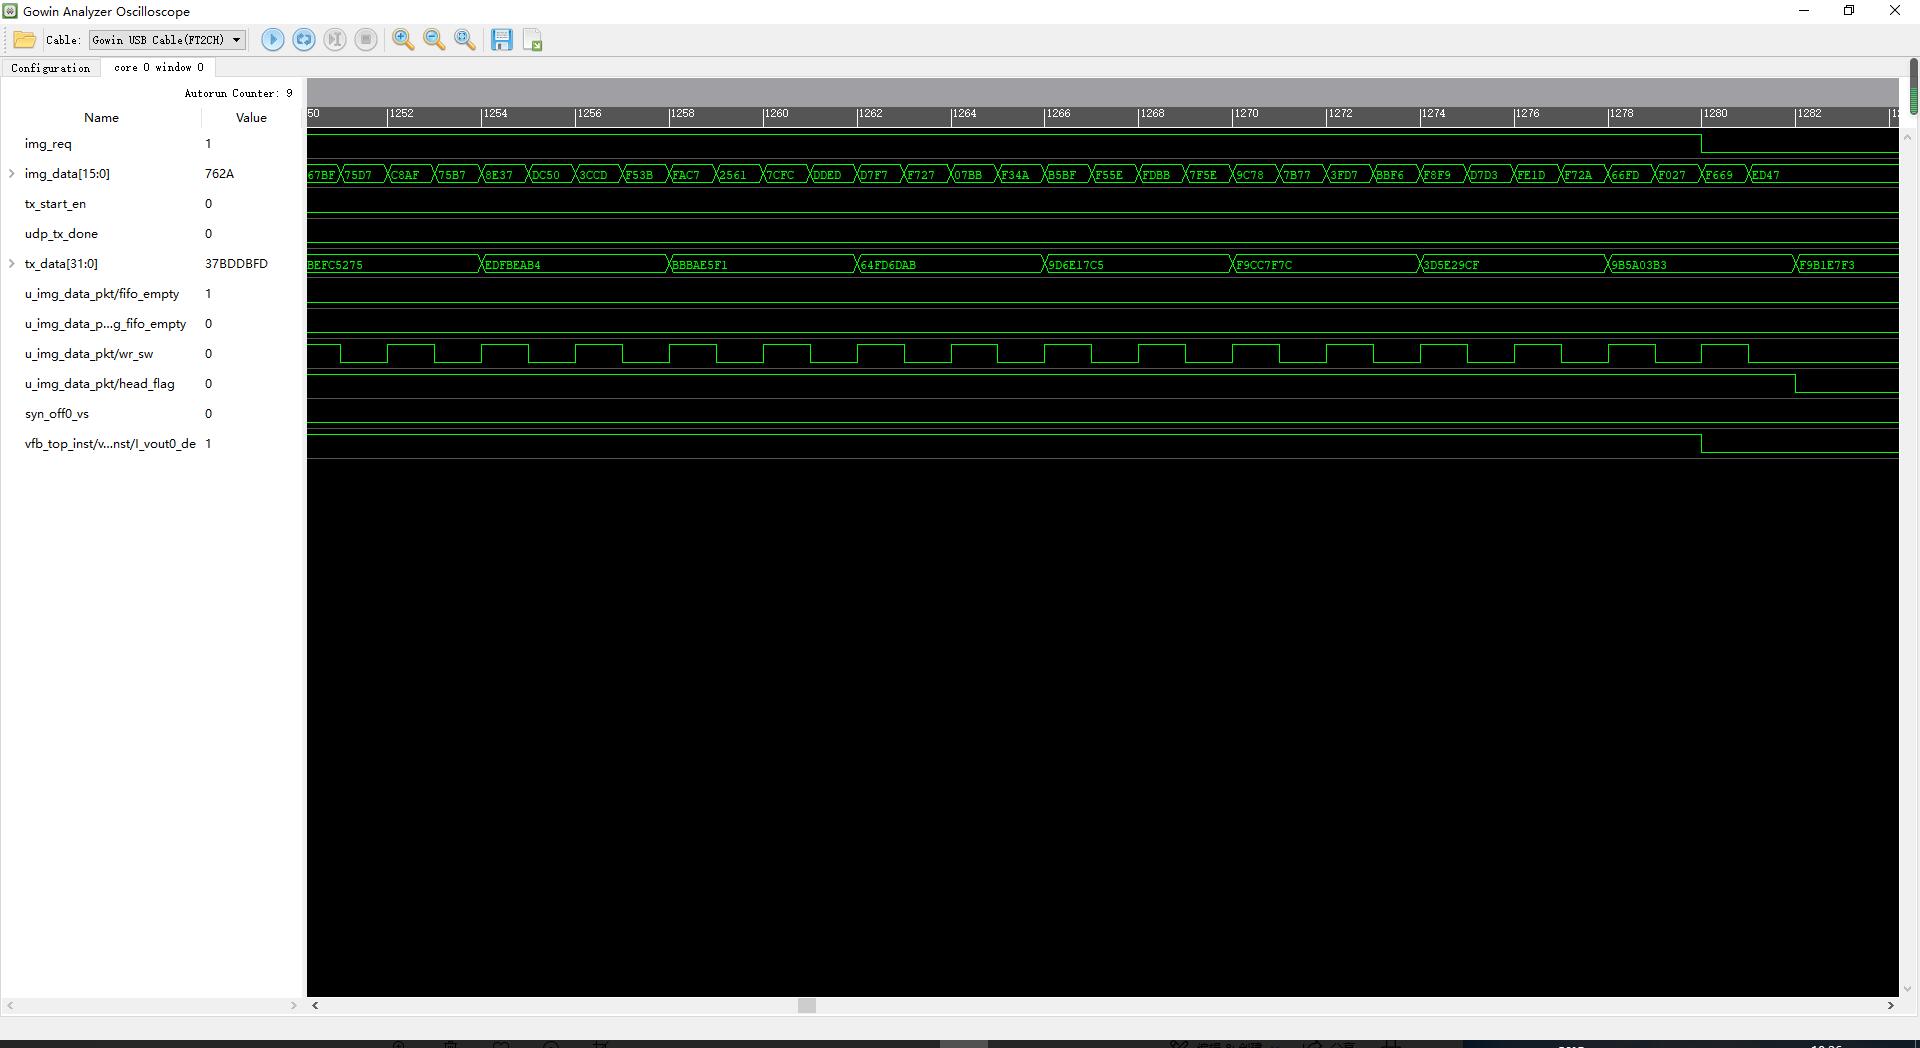 Gowin Analyzer Oscilloscope
Cable: Gowin USB Cable(FT2CH)
Configuration core 0 window 0
Autorun Counter: 9
Name Value
50 1252 1254 1256 1258 1260 1262 1264 1266 1268 1270 1272 1274 1276 1278 1280 1282
img_req 1
img_data[15:0] 762A 67BF 75D7 C8AF 75B7 8E37 DC50 3CCD F53B FAC7 2561 7CFC DDED D7F7 F727 07BB F34A B5BF F55E FDBB 7F5E 9C78 7B77 3FD7 BBF6 F8F9 D7D3 FE1D F72A 66FD F027 F669 ED47
tx_start_en 0
udp_tx_done 0
tx_data[31:0] 37BDDBFD BEFC5275 EDFBEAB4 BBBAE5F1 64FD6DAB 9D6E17C5 F9CC7F7C 3D5E29CF 9B5A03B3 F9B1E7F3
u_img_data_pkt/fifo_empty 1
u_img_data_p...g_fifo_empty 0
u_img_data_pkt/wr_sw 0
u_img_data_pkt/head_flag 0
syn_off0_vs 0
vfb_top_inst/v...nst/I_vout0_de 1